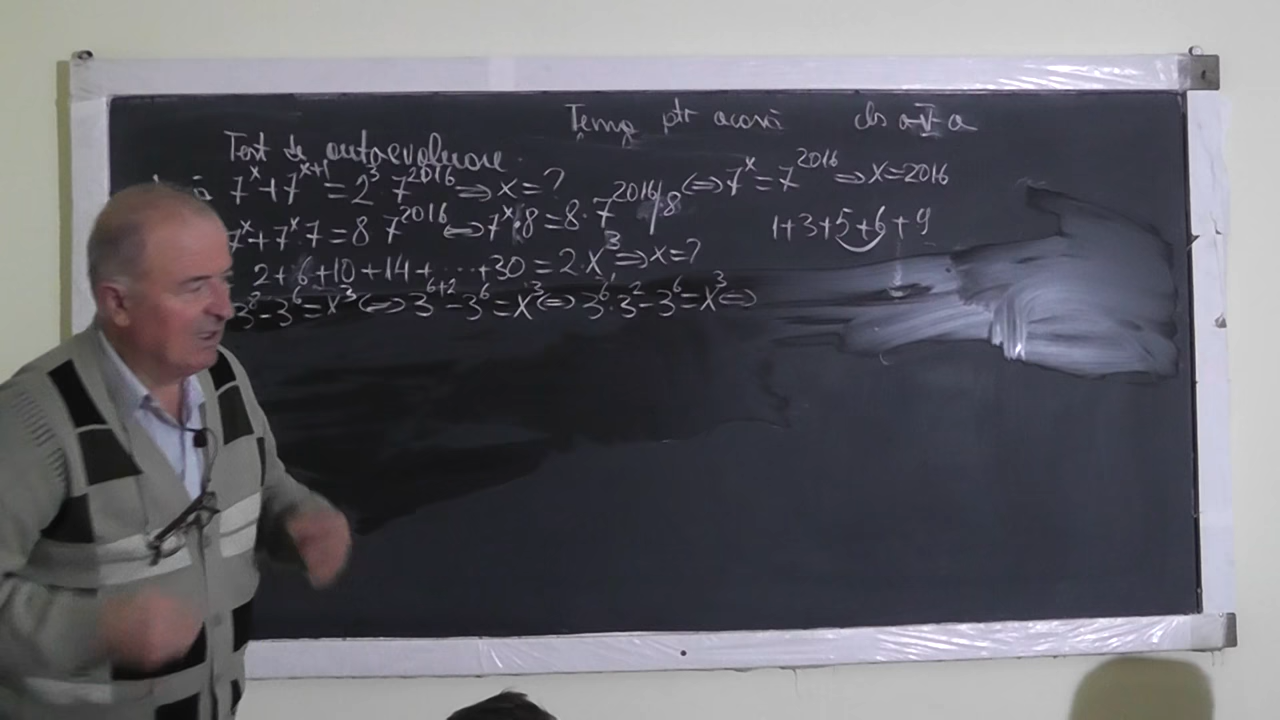 Temă ptr acasă cls a V-a
Test de autoevaluare.
7^x+7^{x+1}=2^3·7^{2016} ⇒ x=? 
7^x+7^x·7=8·7^{2016} ⇔ 7^x·8=8·7^{2016}/:8 ⇔ 7^x=7^{2016} ⇒ x=2016
1+3+5+6+9
2+6+10+14+...+30=2·x^3 ⇒ x=?
3^8-3^6=x^3 ⇔ 3^{6+2}-3^6=x^3 ⇔ 3^6·3^2-3^6=x^3 ⇔